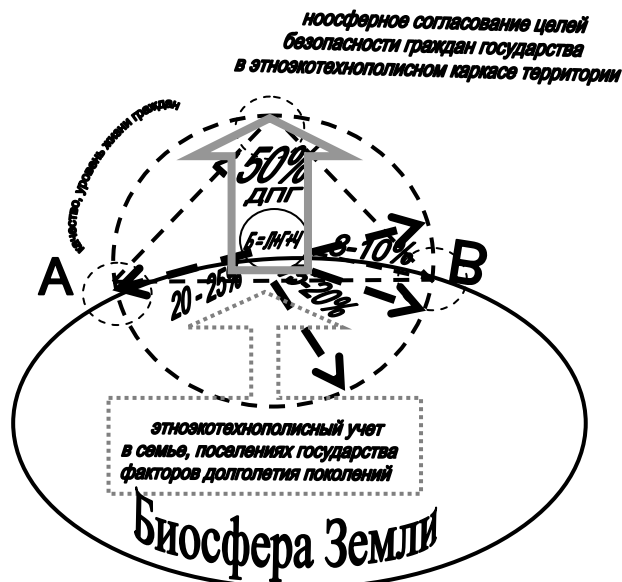 ноосферное согласование целей
безопасности граждан государства
в этноэкотехнополисном каркасе территории
качество, уровень жизни граждан
50%
ДПГ
Б=Л+Г+Ч
8-10%
А
В
20 - 25%
20%
этноэкотехнополисный учет
в семье, поселениях государства
факторов долголетия поколений
Биосфера Земли